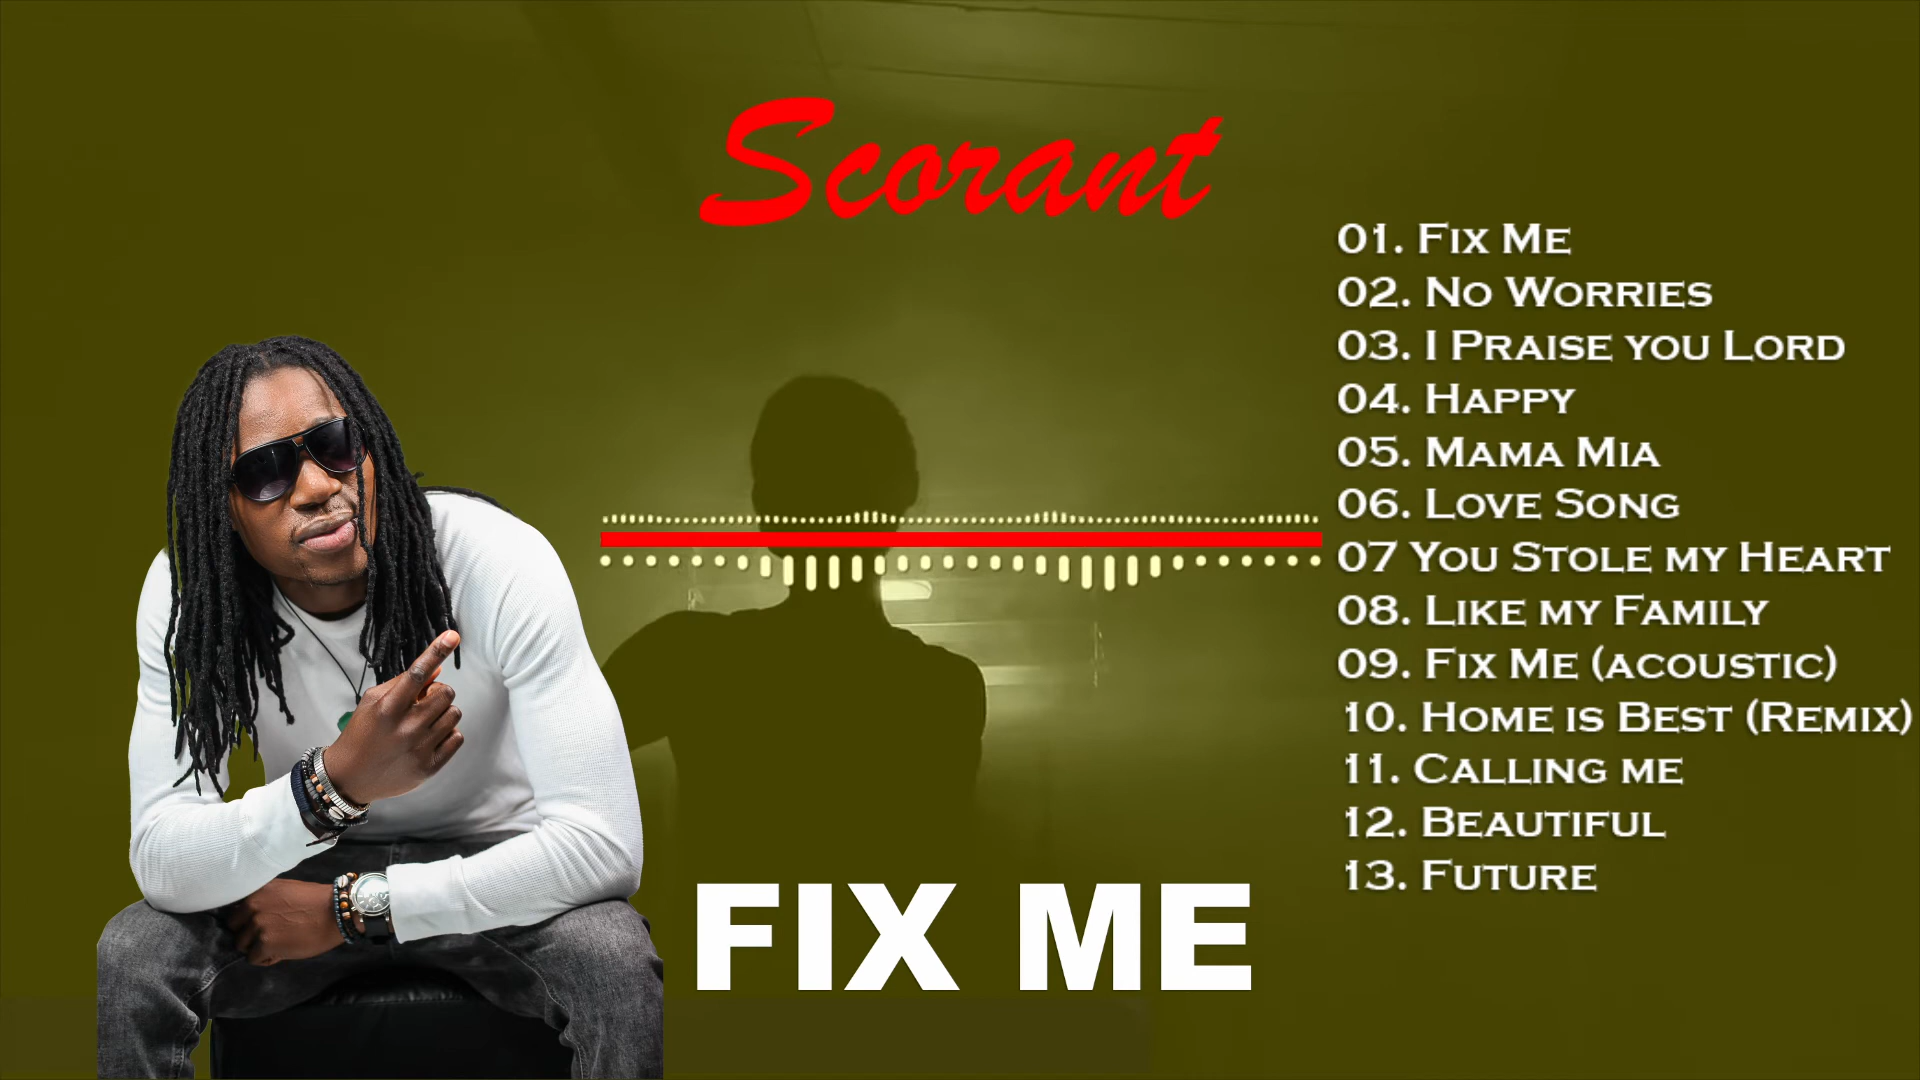 Scorant
01. Fix Me
02. No Worries
03. I Praise you Lord
04. Happy
05. Mama Mia
06. Love Song
07 You Stole my Heart
08. Like my Family
09. Fix Me (acoustic)
10. Home is Best (Remix)
11. Calling me
12. Beautiful
13. Future
FIX ME